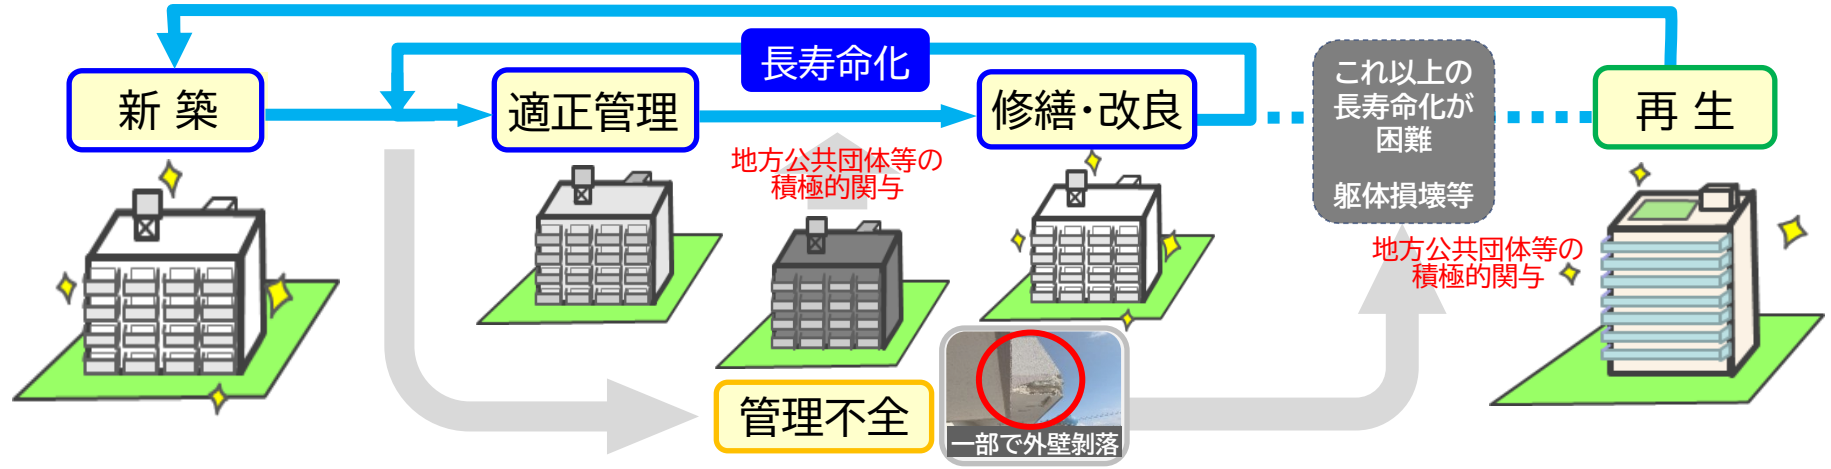 長寿命化
新 築
適正管理
修繕・改良
これ以上の
長寿命化が
困難
躯体損壊等
再 生
地方公共団体等の
積極的関与
地方公共団体等の
積極的関与
管理不全
一部で外壁剝落